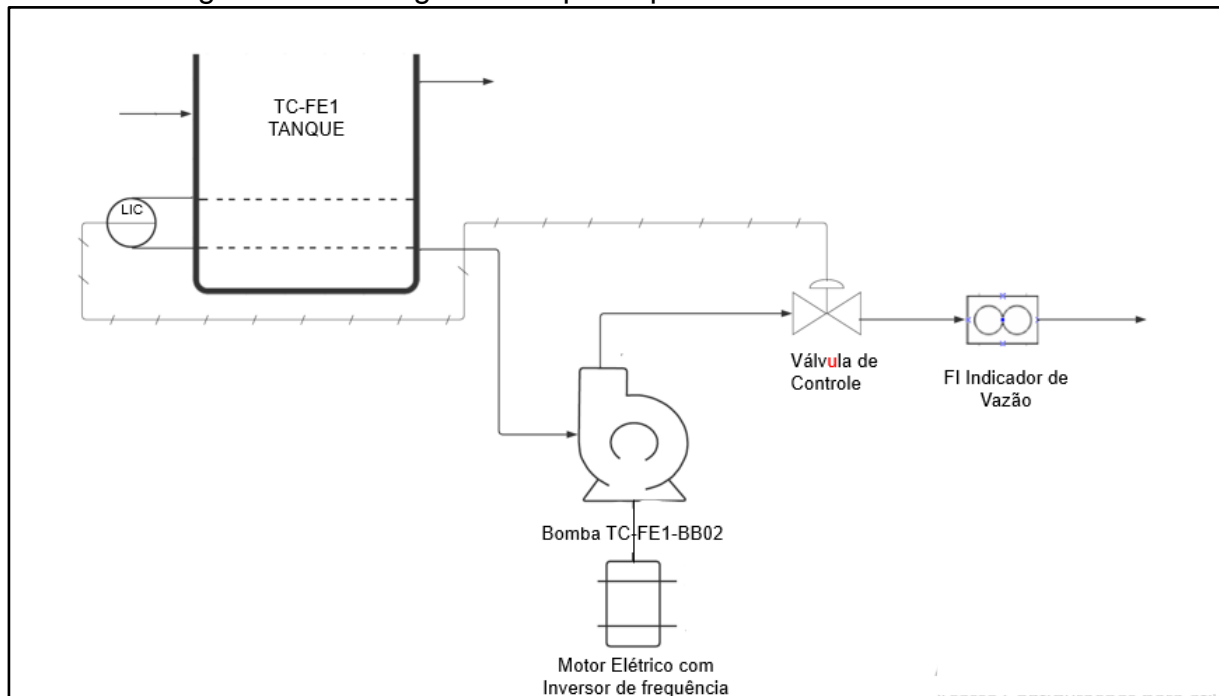 TC-FE1
TANQUE
LIC
Válvula de
Controle
FI Indicador de
Vazão
Bomba TC-FE1-BB02
Motor Elétrico com
Inversor de frequência